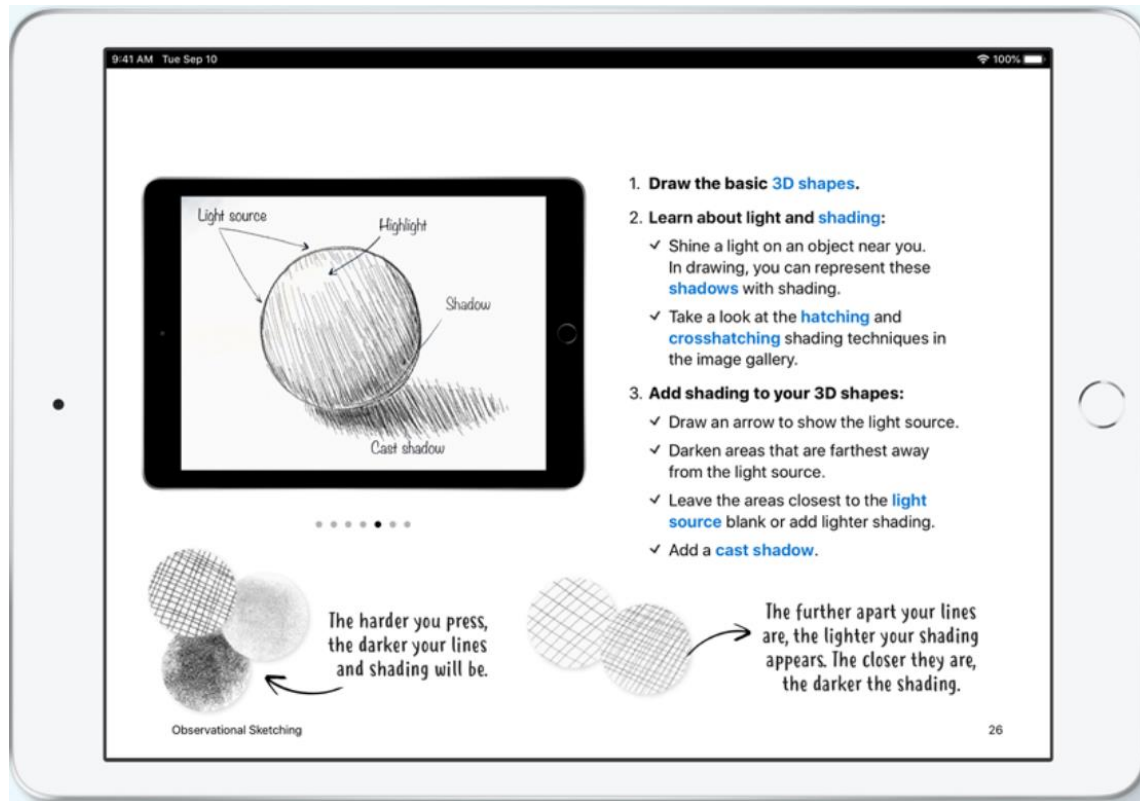 9:41 AM Tue Sep 10
100%
Light source
Highlight
Shadow
Cast shadow
1. Draw the basic 3D shapes.
2. Learn about light and shading:
✓ Shine a light on an object near you.
In drawing, you can represent these
shadows with shading.
✓ Take a look at the hatching and
crosshatching shading techniques in
the image gallery.
3. Add shading to your 3D shapes:
✓ Draw an arrow to show the light source.
✓ Darken areas that are farthest away
from the light source.
✓ Leave the areas closest to the light
source blank or add lighter shading.
✓ Add a cast shadow.
The harder you press,
the darker your lines
and shading will be.
The further apart your lines
are, the lighter your shading
appears. The closer they are,
the darker the shading.
Observational Sketching
26